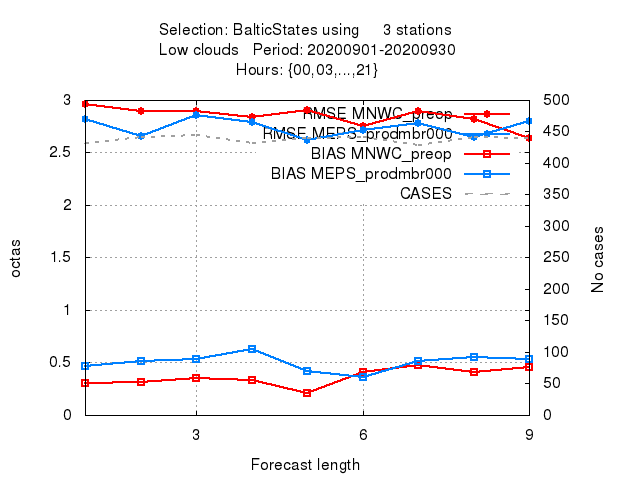 Selection: BalticStates using 3 stations
Low clouds Period: 20200901-20200930
Hours: {00,03,...,21}
3 500
RMSE MNWC_preop
450
RMSE MEPS_prodmbr000
2.5 BIAS MNWC_preop 400
BIAS MEPS_prodmbr000
350
CASES
2 300
octas
1.5 250
No cases
200
1
150
0.5 100
50
0 0
3 6 9
Forecast length